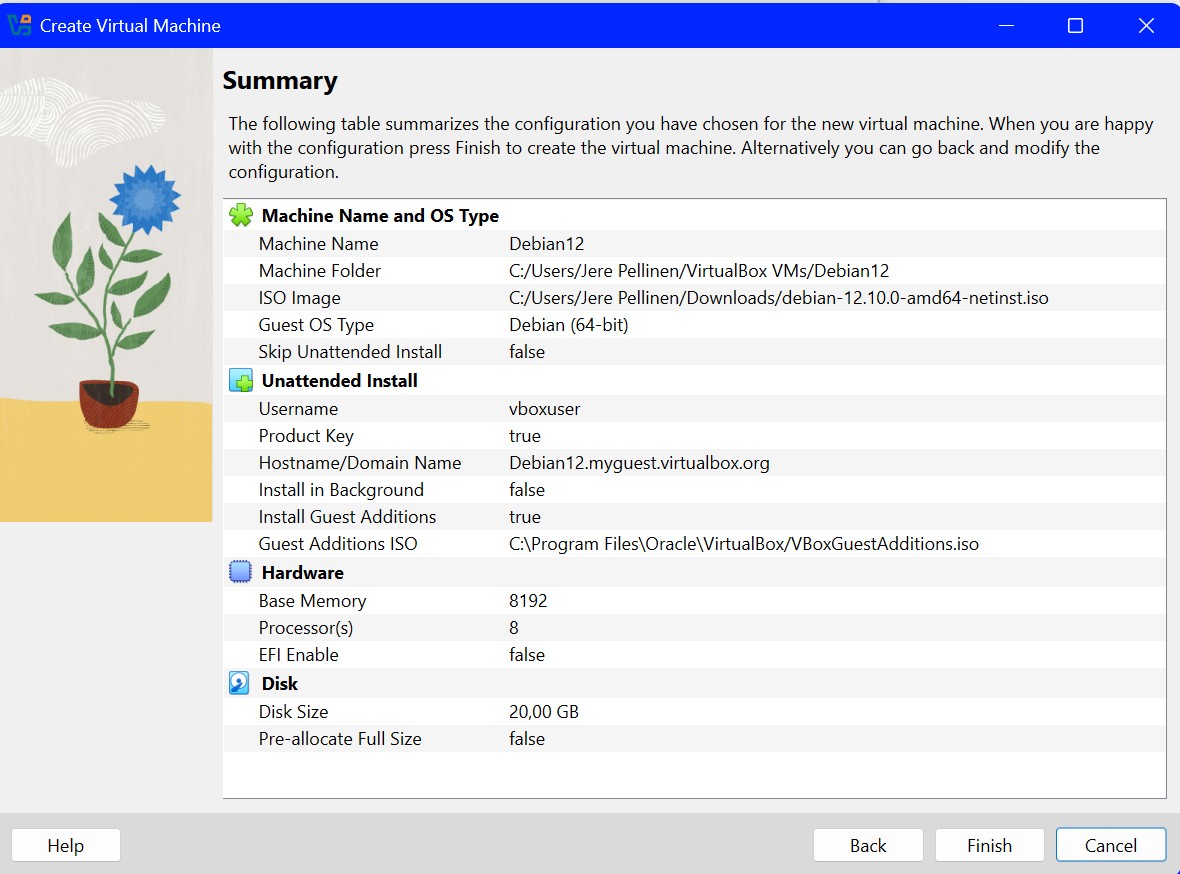 Create Virtual Machine
Summary
The following table summarizes the configuration you have chosen for the new virtual machine. When you are happy
with the configuration press Finish to create the virtual machine. Alternatively you can go back and modify the
configuration.
Machine Name and OS Type
Machine Name Debian12
Machine Folder C:/Users/Jere Pellinen/VirtualBox VMs/Debian12
ISO Image C:/Users/Jere Pellinen/Downloads/debian-12.10.0-amd64-netinst.iso
Guest OS Type Debian (64-bit)
Skip Unattended Install false
Unattended Install
Username vboxuser
Product Key true
Hostname/Domain Name Debian12.myguest.virtualbox.org
Install in Background false
Install Guest Additions true
Guest Additions ISO C:\Program Files\Oracle\VirtualBox/VBoxGuestAdditions.iso
Hardware
Base Memory 8192
Processor(s) 8
EFI Enable false
Disk
Disk Size 20,00 GB
Pre-allocate Full Size false
Help Back Finish Cancel